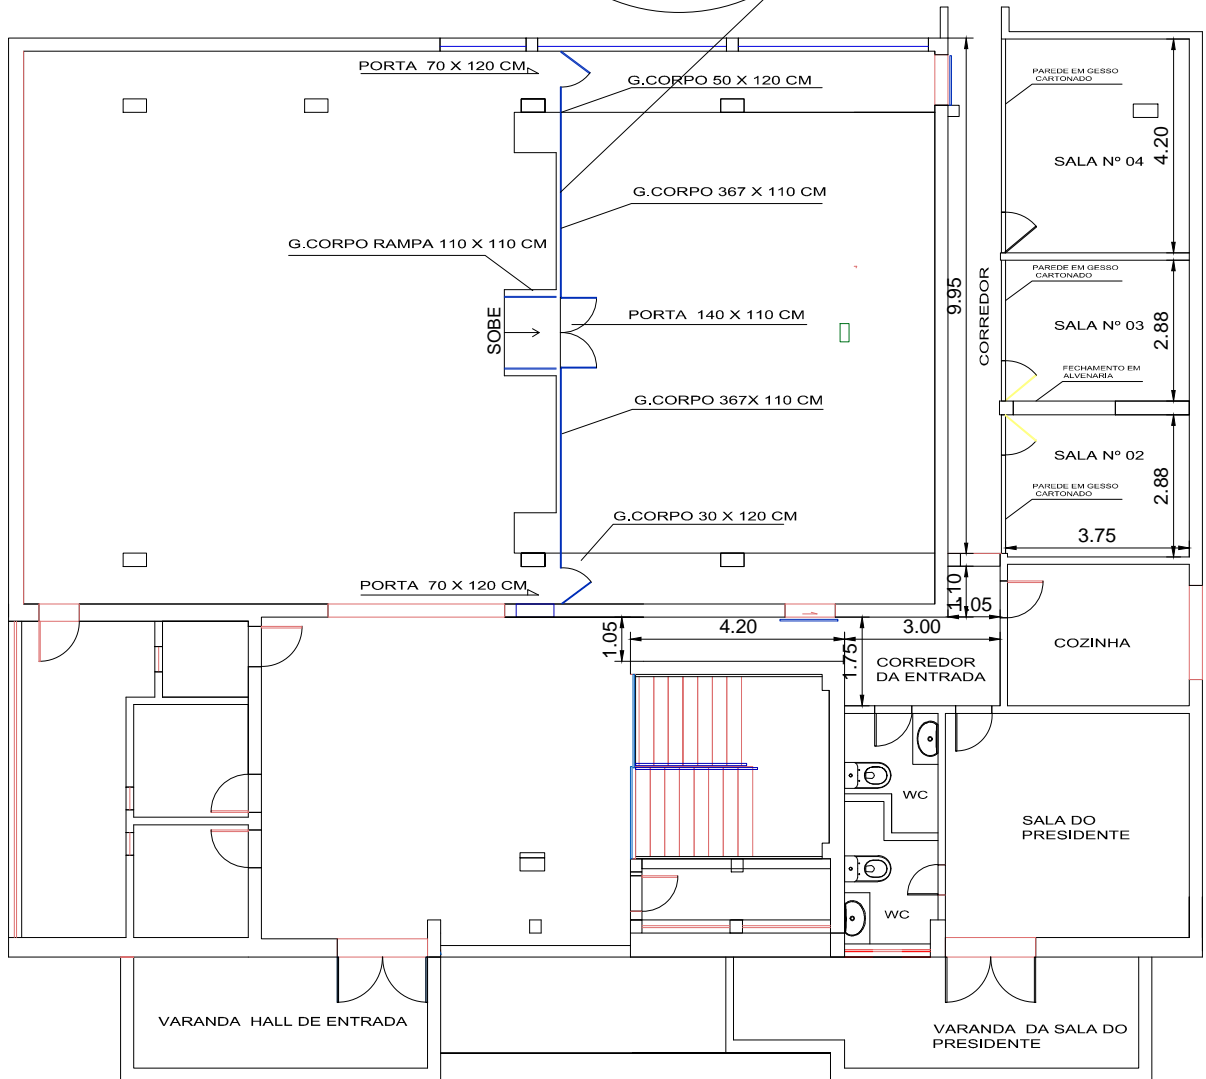 PORTA 70 X 120 CM
G.CORPO 50 X 120 CM
PAREDE EM GESSO
CARTONADO
4.20
SALA Nº 04
G.CORPO 367 X 110 CM
G.CORPO RAMPA 110 X 110 CM
9.95
CORREDOR
PAREDE EM GESSO
CARTONADO
SOBE
PORTA 140 X 110 CM
SALA Nº 03
2.88
FECHAMENTO EM
ALVENARIA
G.CORPO 367X 110 CM
SALA Nº 02
2.88
PAREDE EM GESSO
CARTONADO
G.CORPO 30 X 120 CM
3.75
PORTA 70 X 120 CM
1.10
1.05
1.05
4.20
3.00
1.75
CORREDOR
DA ENTRADA
COZINHA
WC
SALA DO
PRESIDENTE
WC
VARANDA HALL DE ENTRADA
VARANDA DA SALA DO
PRESIDENTE